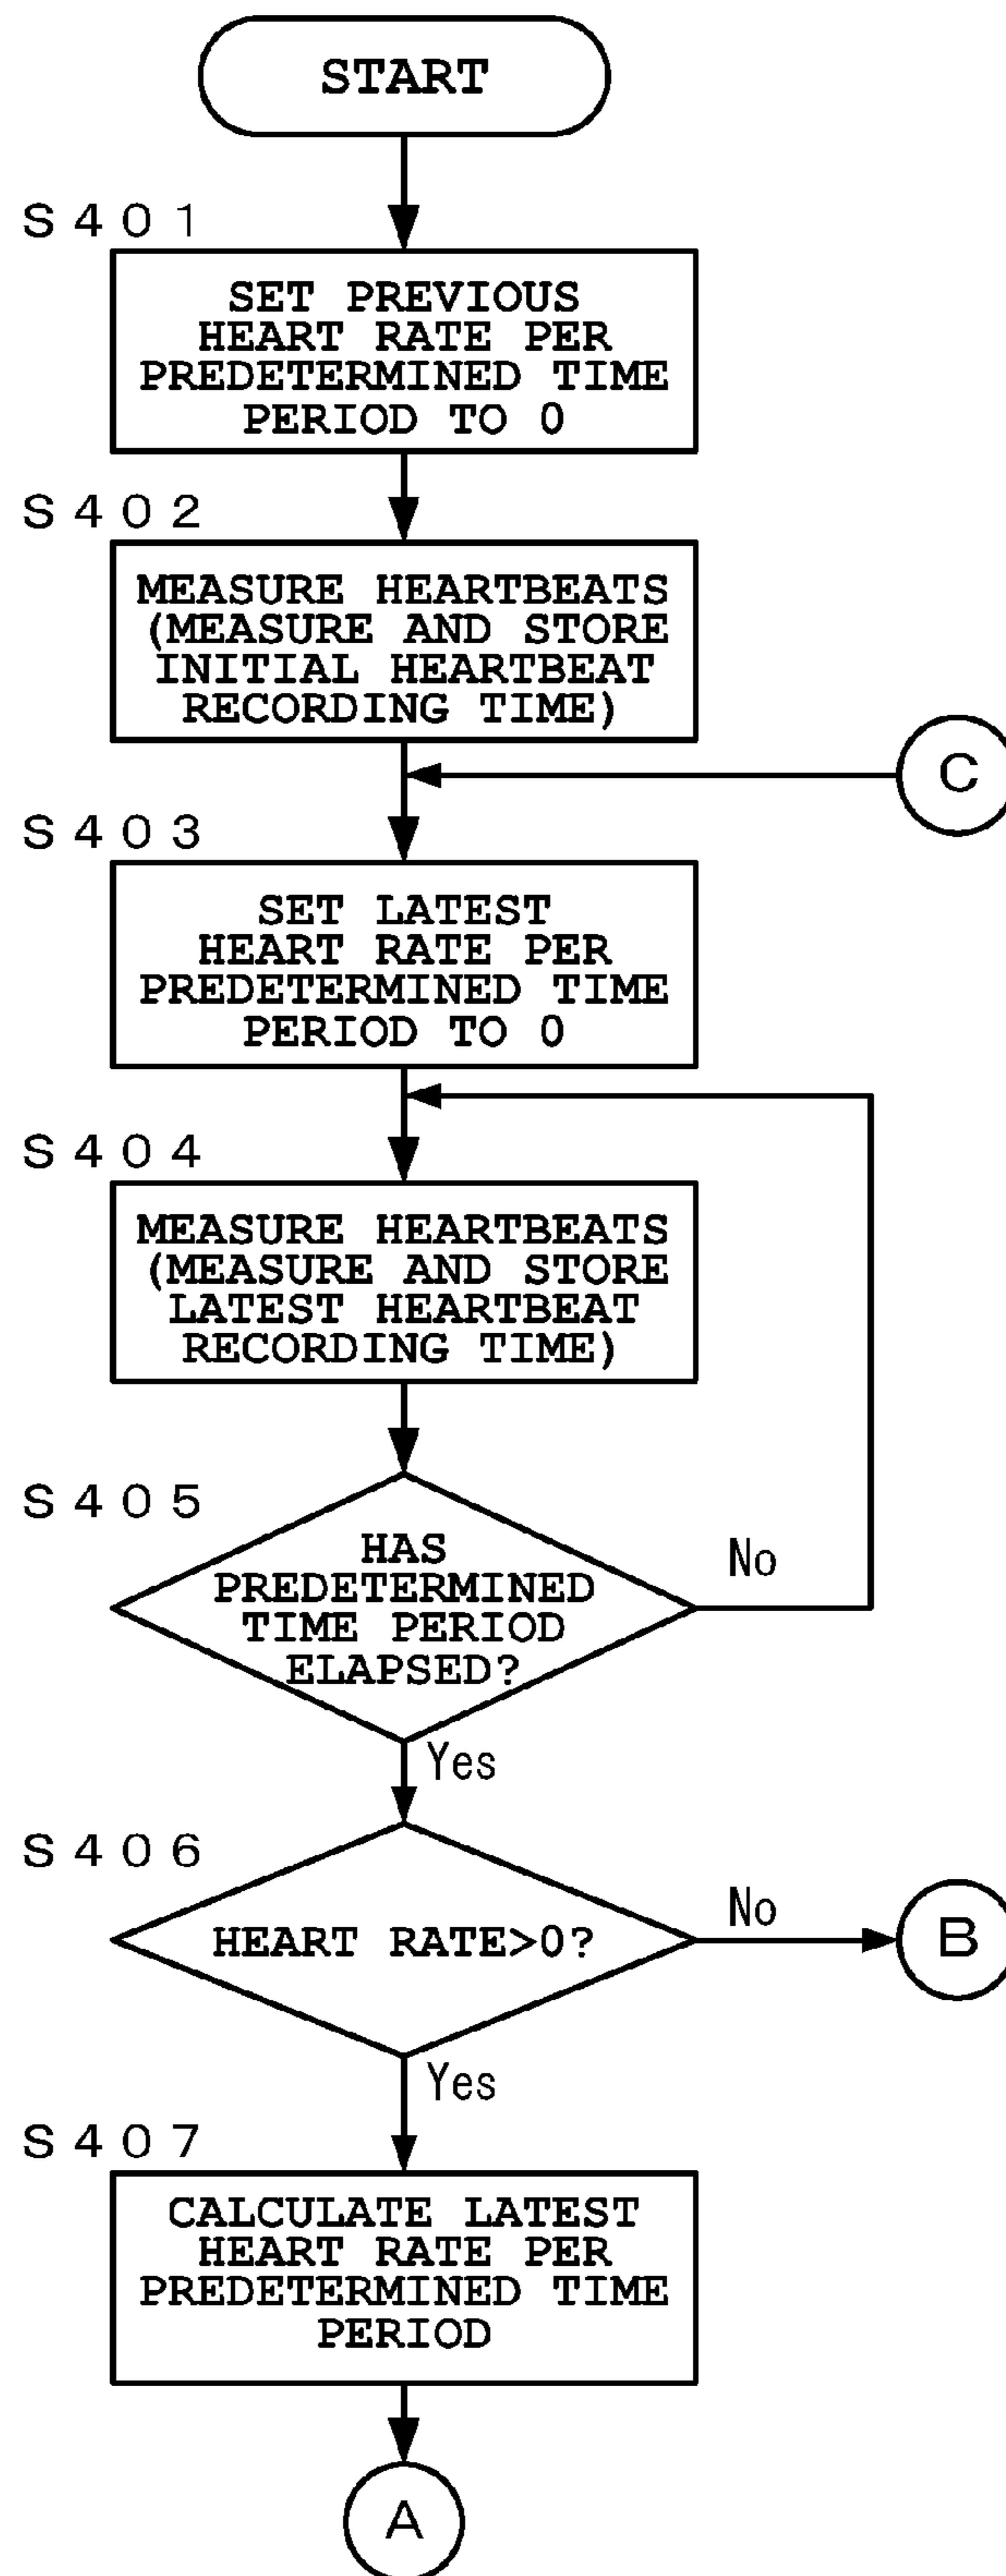 START
S401
SET PREVIOUS
HEART RATE PER
PREDETERMINED TIME
PERIOD TO 0
S402
MEASURE HEARTBEATS
(MEASURE AND STORE
INITIAL HEARTBEAT
RECORDING TIME)
C
S403
SET LATEST
HEART RATE PER
PREDETERMINED TIME
PERIOD TO 0
S404
MEASURE HEARTBEATS
(MEASURE AND STORE
LATEST HEARTBEAT
RECORDING TIME)
S405
HAS
PREDETERMINED
TIME PERIOD
ELAPSED?
No
Yes
S406
HEART RATE>0?
No
B
Yes
S407
CALCULATE LATEST
HEART RATE PER
PREDETERMINED TIME
PERIOD
A